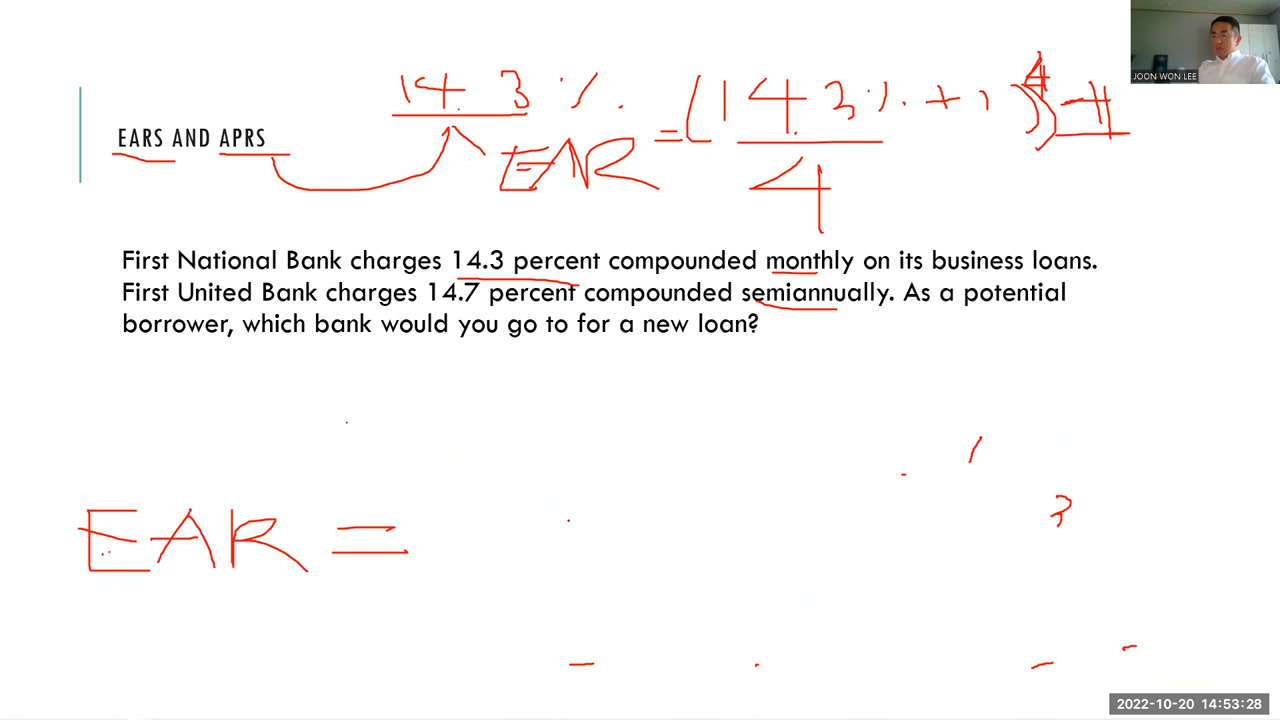 JOON WON LEE
14.3%.
EAR = (14.3% + 1)^4 - 1
4
EARS AND APRS
First National Bank charges 14.3 percent compounded monthly on its business loans.
First United Bank charges 14.7 percent compounded semiannually. As a potential
borrower, which bank would you go to for a new loan?
EAR =
2022-10-20 14:53:28